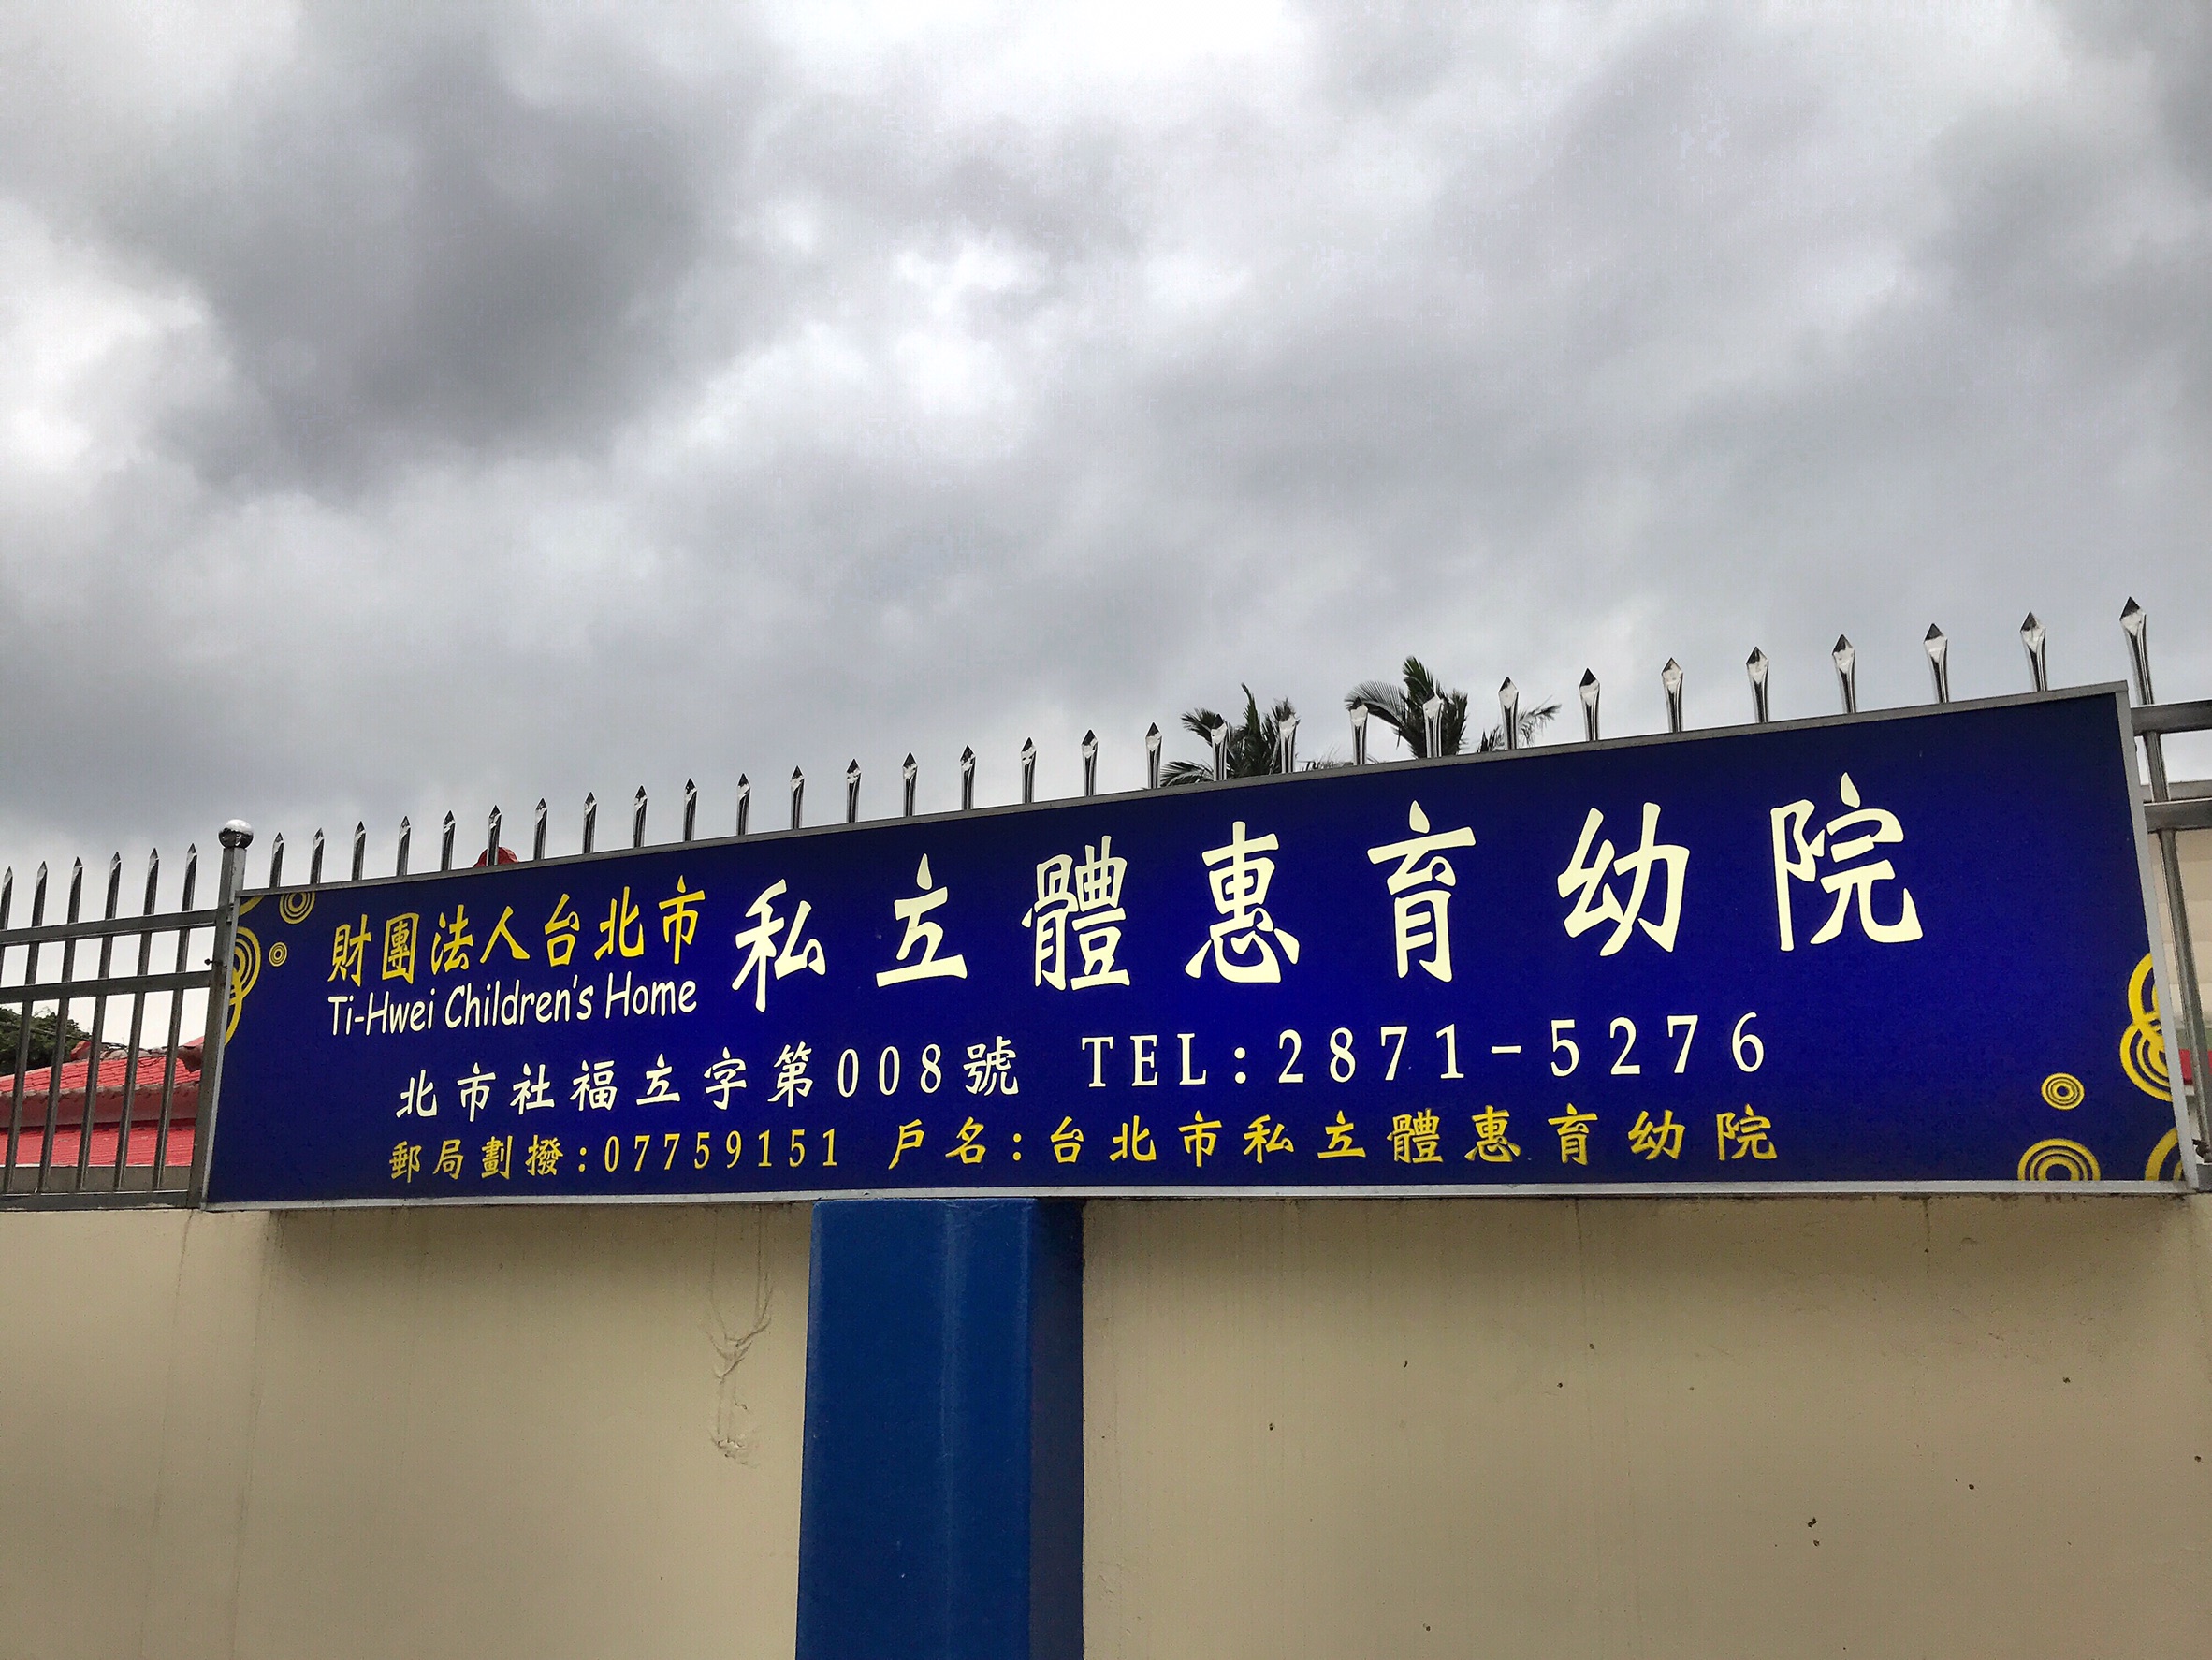 財團法人台北市 私立體惠育幼院
Ti-Hwei Children's Home
北市社福立字第008號 TEL:2871-5276
郵局劃撥:07759151 戶名:台北市私立體惠育幼院